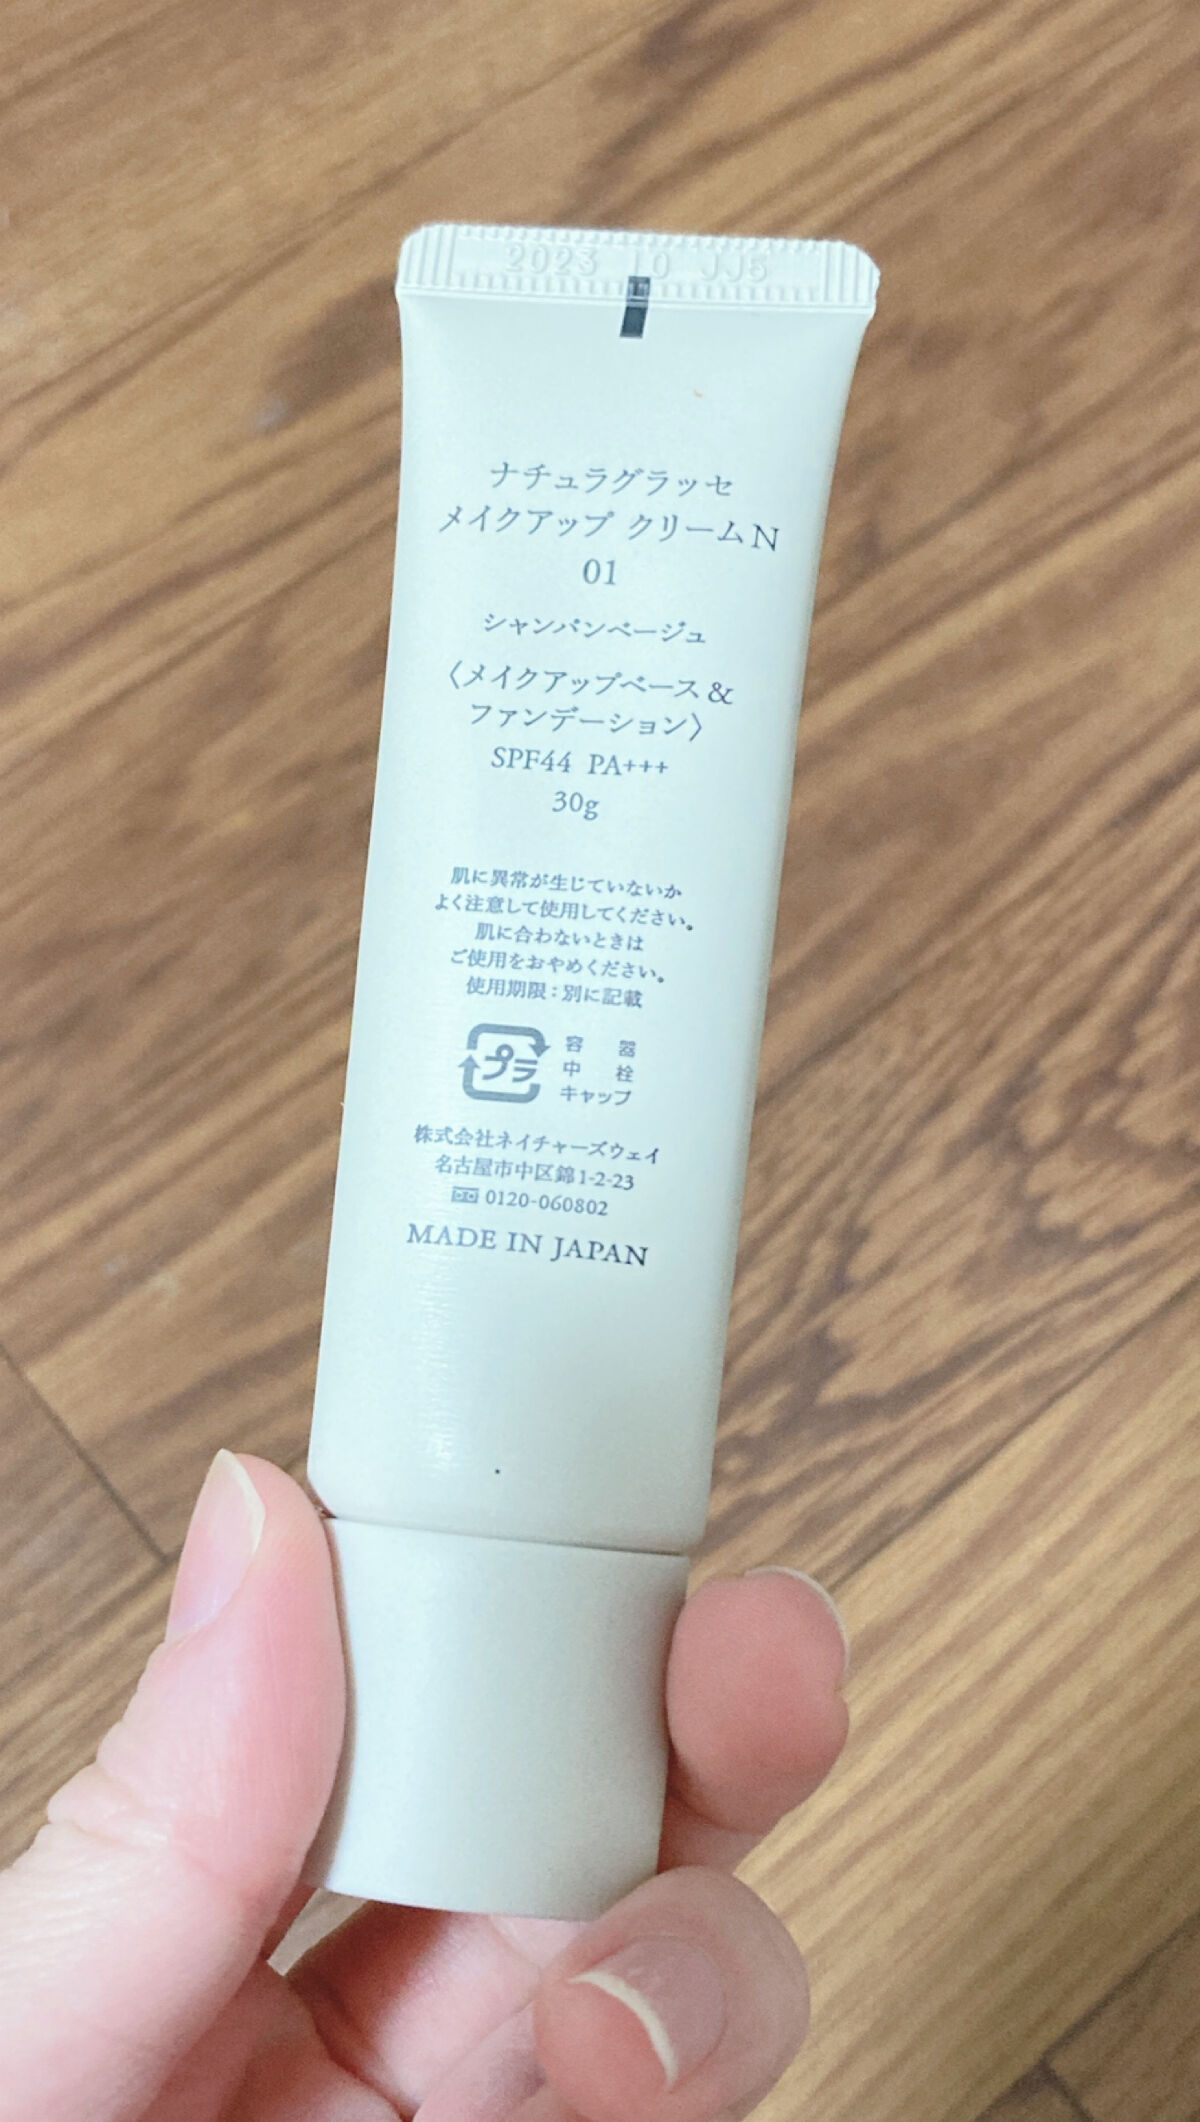 2023 10 JJ5
ナチュラグラッセ
メイクアップ クリームN
01
シャンパンベージュ
〈メイクアップベース&
ファンデーション〉
SPF44 PA+++
30g
肌に異常が生じていないか
よく注意して使用してください。
肌に合わないときは
ご使用をおやめください。
使用期限:別に記載
プラ
容器
中栓
キャップ
株式会社ネイチャーズウェイ
名古屋市中区錦1-2-23
0120-060802
MADE IN JAPAN